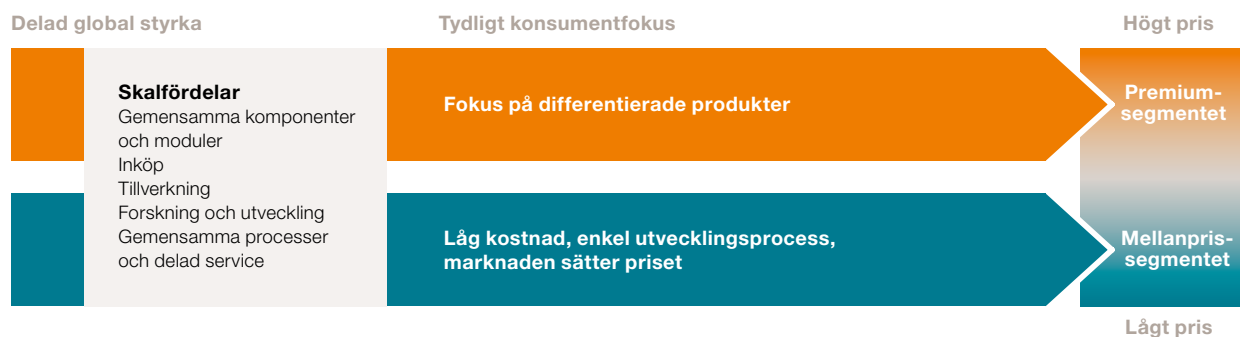 Delad global styrka
Tydligt konsumentfokus
Högt pris
Skalfördelar
Gemensamma komponenter
och moduler
Inköp
Tillverkning
Forskning och utveckling
Gemensamma processer
och delad service
Fokus på differentierade produkter
Premium-
segmentet
Låg kostnad, enkel utvecklingsprocess,
marknaden sätter priset
Mellanpris-
segmentet
Lågt pris